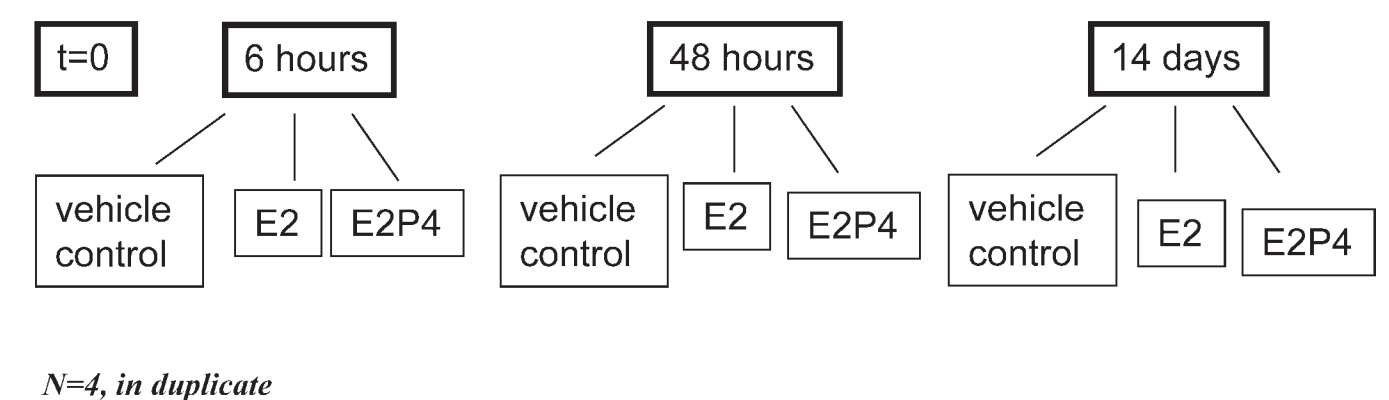 t=0
6 hours
48 hours
14 days
vehicle
control
E2
E2P4
vehicle
control
E2
E2P4
vehicle
control
E2
E2P4
N=4, in duplicate